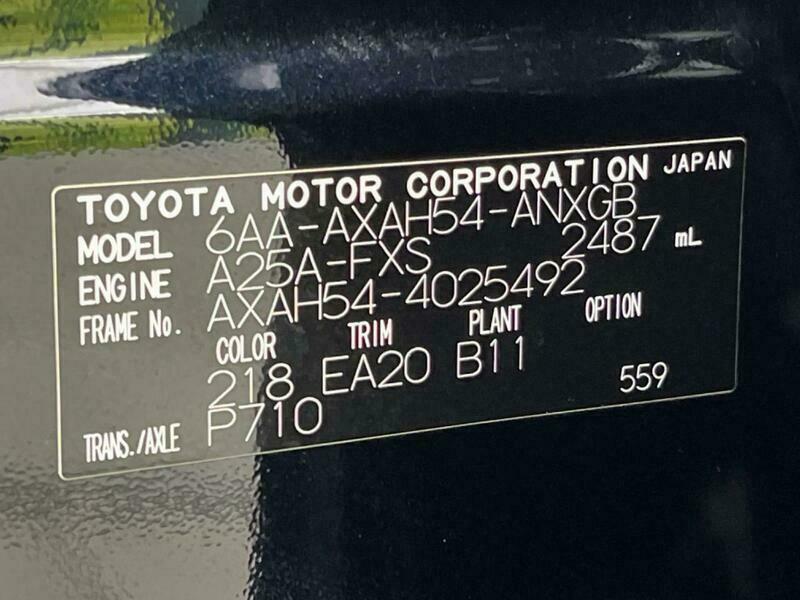 TOYOTA MOTOR CORPORATION JAPAN
MODEL 6AA-AXAH54-ANXGB
ENGINE A25A-FXS 2487 mL
FRAME No. AXAH54-4025492
COLOR TRIM PLANT OPTION
218 EA20 B11
TRANS./AXLE P710 559